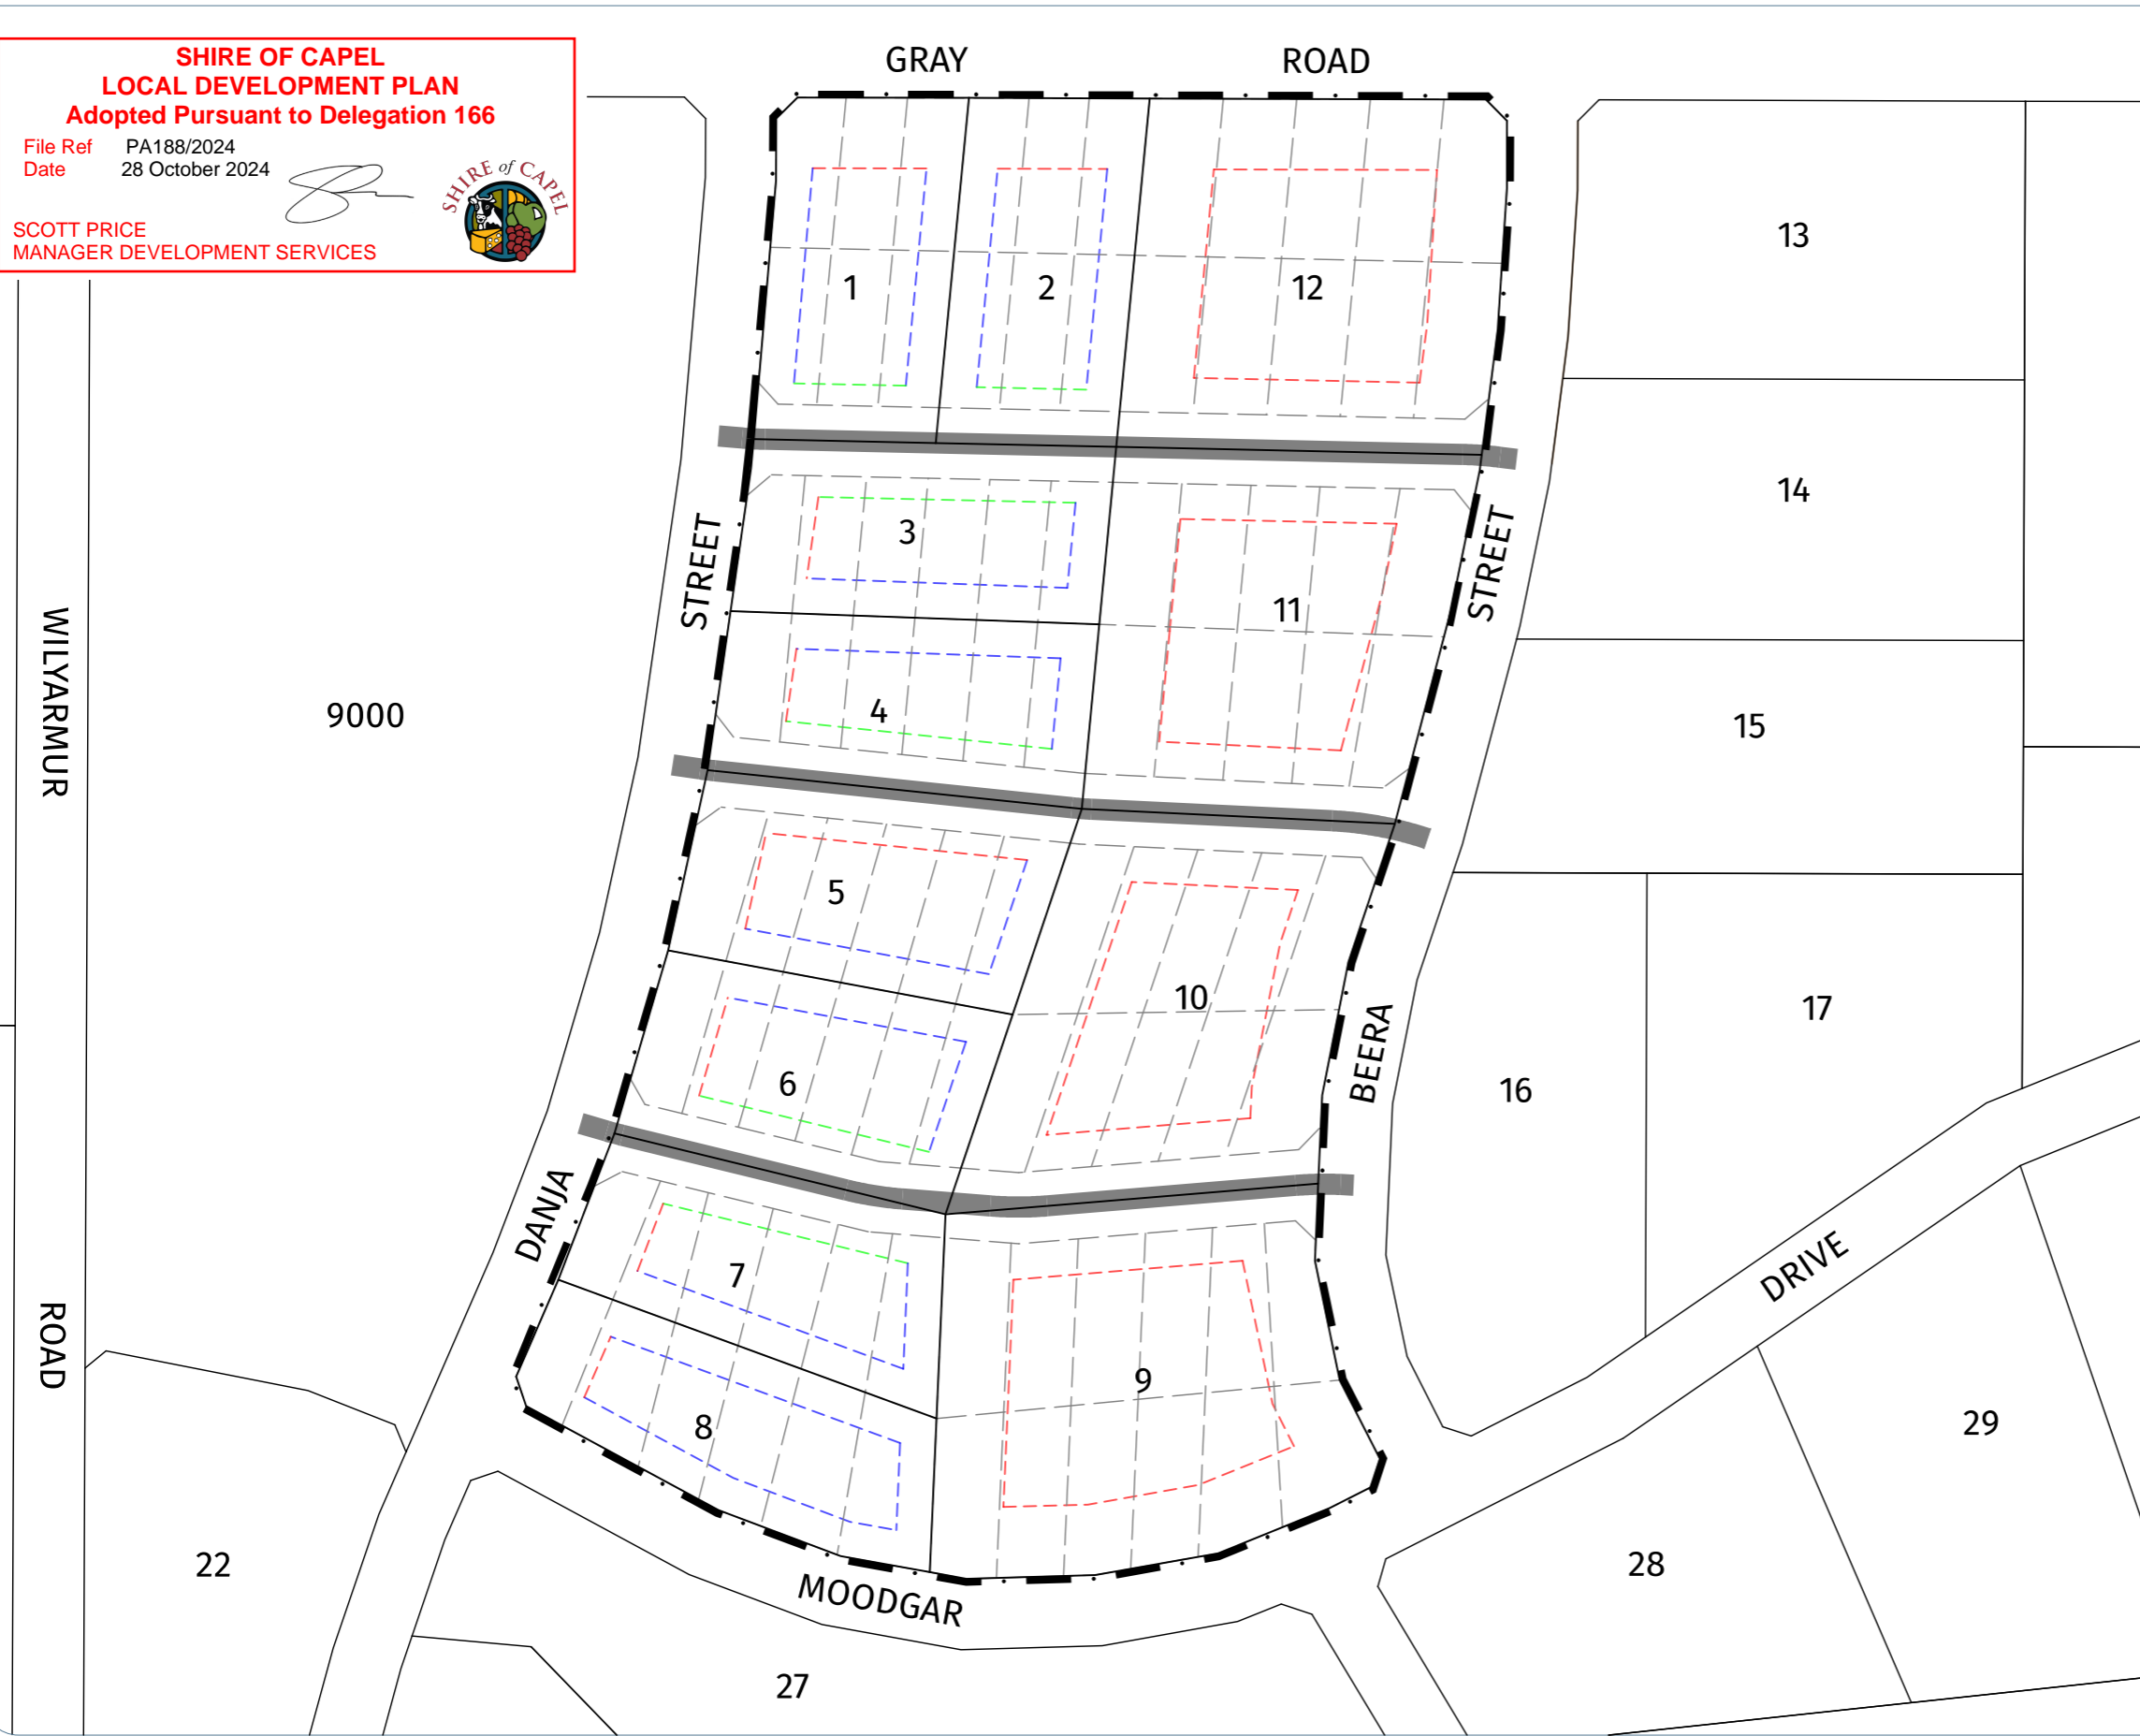 SHIRE OF CAPEL
LOCAL DEVELOPMENT PLAN
Adopted Pursuant to Delegation 166
File Ref PA188/2024
Date 28 October 2024
SCOTT PRICE
MANAGER DEVELOPMENT SERVICES
SHIRE of CAPEL
GRAY ROAD
13
1
2
12
14
3
STREET
STREET
11
WILYARMUR
9000
4
15
5
10
17
6
BEERA
16
DANJA
7
DRIVE
ROAD
9
8
29
22
MOODGAR
28
27